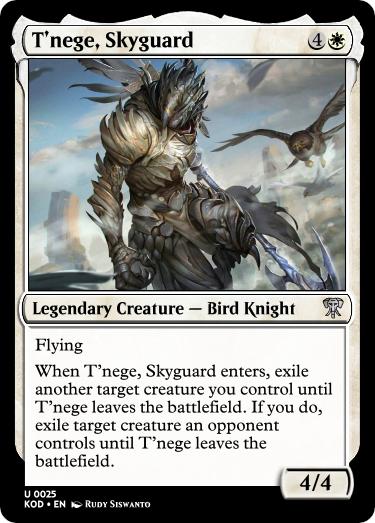 T'nege, Skyguard 4
Legendary Creature — Bird Knight
Flying
When T'nege, Skyguard enters, exile
another target creature you control until
T'nege leaves the battlefield. If you do,
exile target creature an opponent
controls until T'nege leaves the
battlefield.
4/4
U 0025
KOD • EN Rudy Siswanto